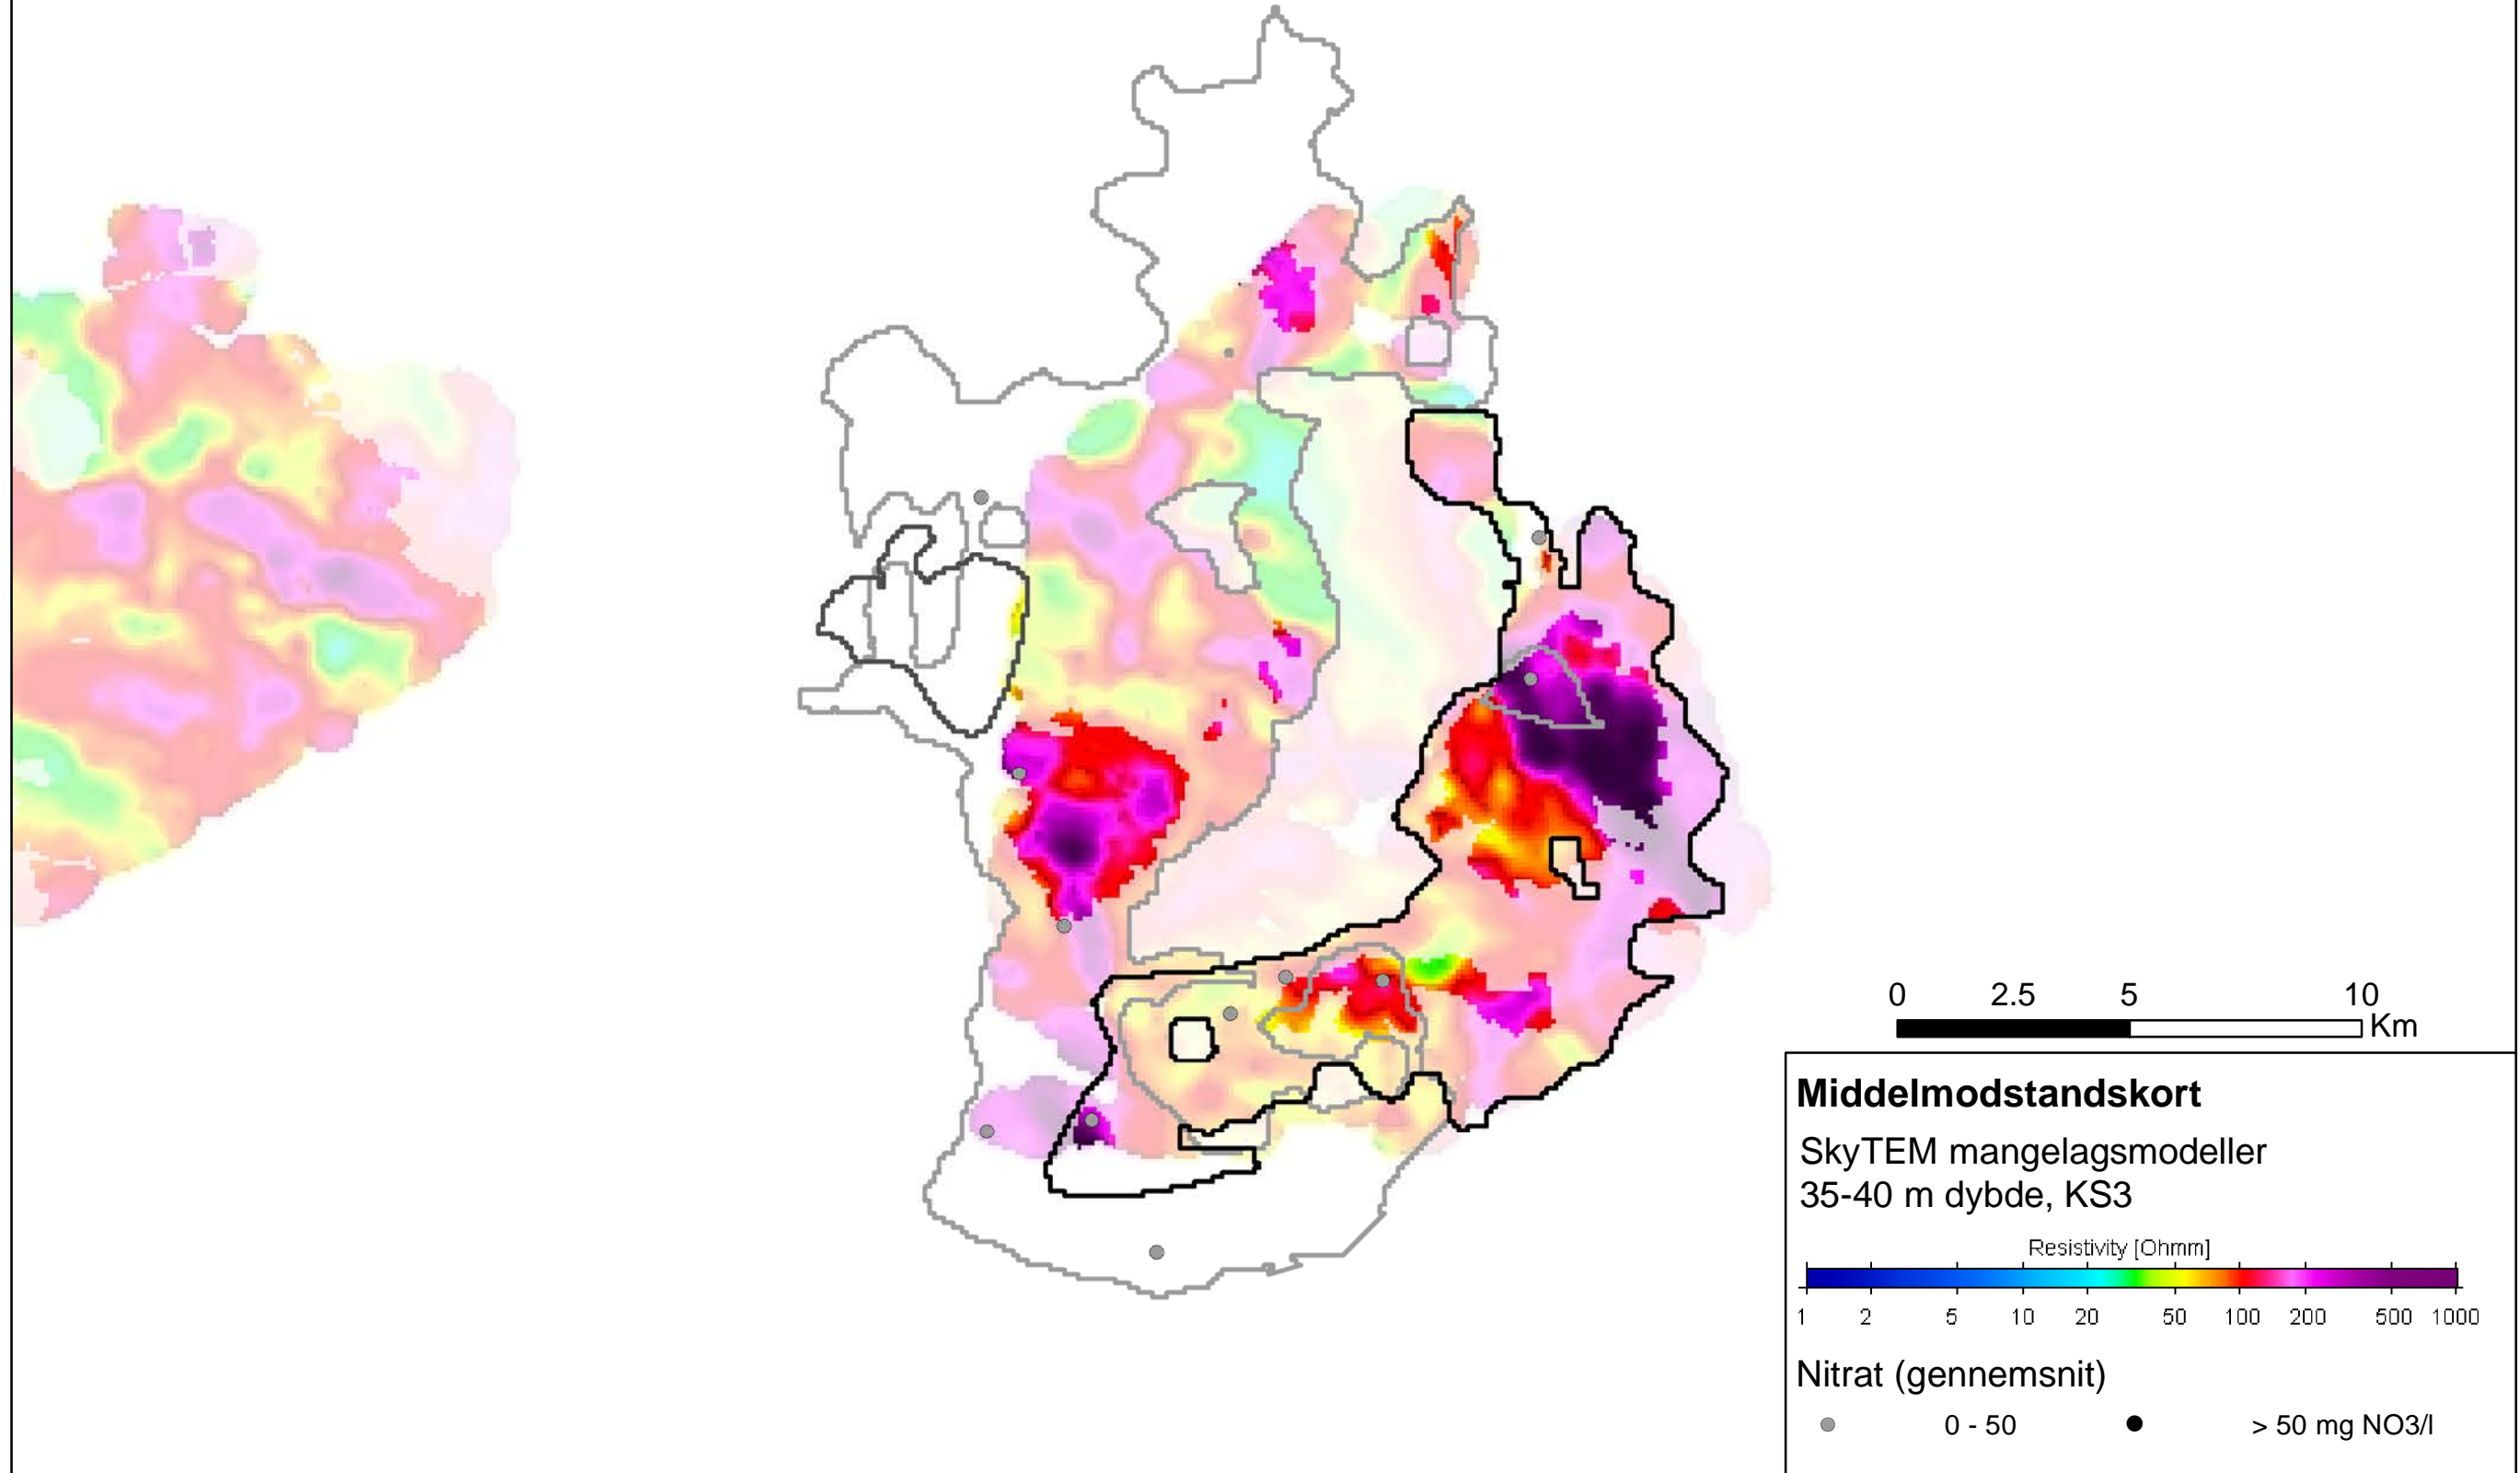 0 2.5 5 10
Km
Middelmodstandskort
SkyTEM mangelagsmodeller
35-40 m dybde, KS3
Resistivity [Ohmm]
1 2 5 10 20 50 100 200 500 1000
Nitrat (gennemsnit)
0 - 50 > 50 mg NO3/l